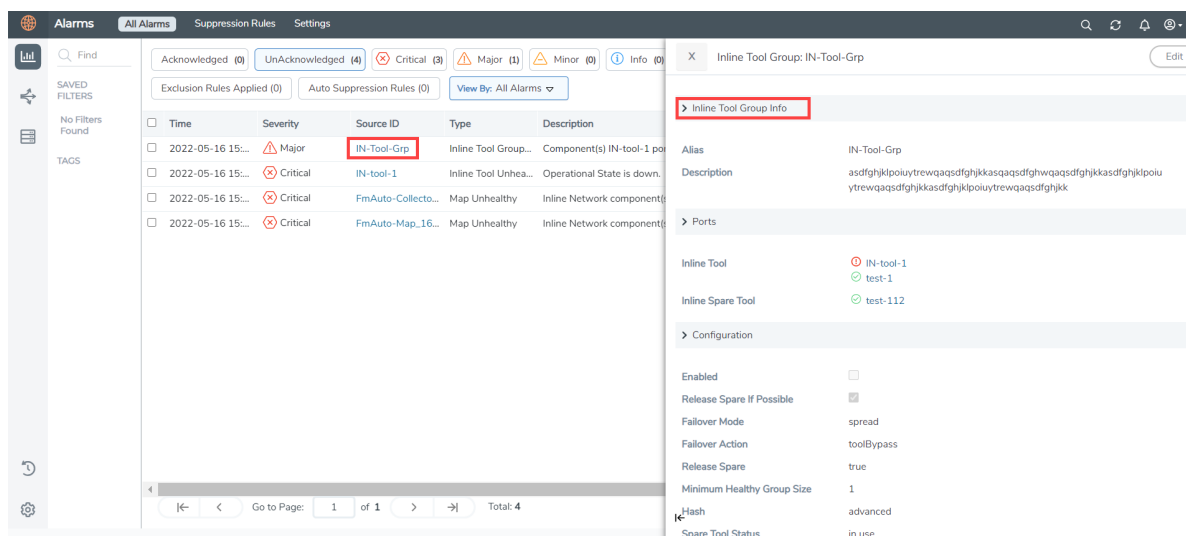 Alarms All Alarms Suppression Rules Settings
Find
SAVED
FILTERS
No Filters
Found
TAGS
Acknowledged (0) UnAcknowledged (4) Critical (3) Major (1) Minor (0) Info (0)
Exclusion Rules Applied (0) Auto Suppression Rules (0) View By: All Alarms
Time Severity Source ID Type Description
2022-05-16 15:... Major IN-Tool-Grp Inline Tool Group... Component(s) IN-tool-1 por
2022-05-16 15:... Critical IN-tool-1 Inline Tool Unhea... Operational State is down.
2022-05-16 15:... Critical FmAuto-Collecto... Map Unhealthy Inline Network component(s
2022-05-16 15:... Critical FmAuto-Map_16... Map Unhealthy Inline Network component(s
Go to Page: 1 of 1 Total: 4
X Inline Tool Group: IN-Tool-Grp Edit
Inline Tool Group Info
Alias IN-Tool-Grp
Description asdfghjklpoiuytrewqaqsdfghjkkasqaqsdfghwqaqsdfghjkkasdfghjklpoiu
ytrewqaqsdfghjkkasdfghjklpoiuytrewqaqsdfghjkk
Ports
Inline Tool IN-tool-1
test-1
Inline Spare Tool test-112
Configuration
Enabled
Release Spare If Possible
Failover Mode spread
Failover Action toolBypass
Release Spare true
Minimum Healthy Group Size 1
Hash advanced
Spare Tool Status in use